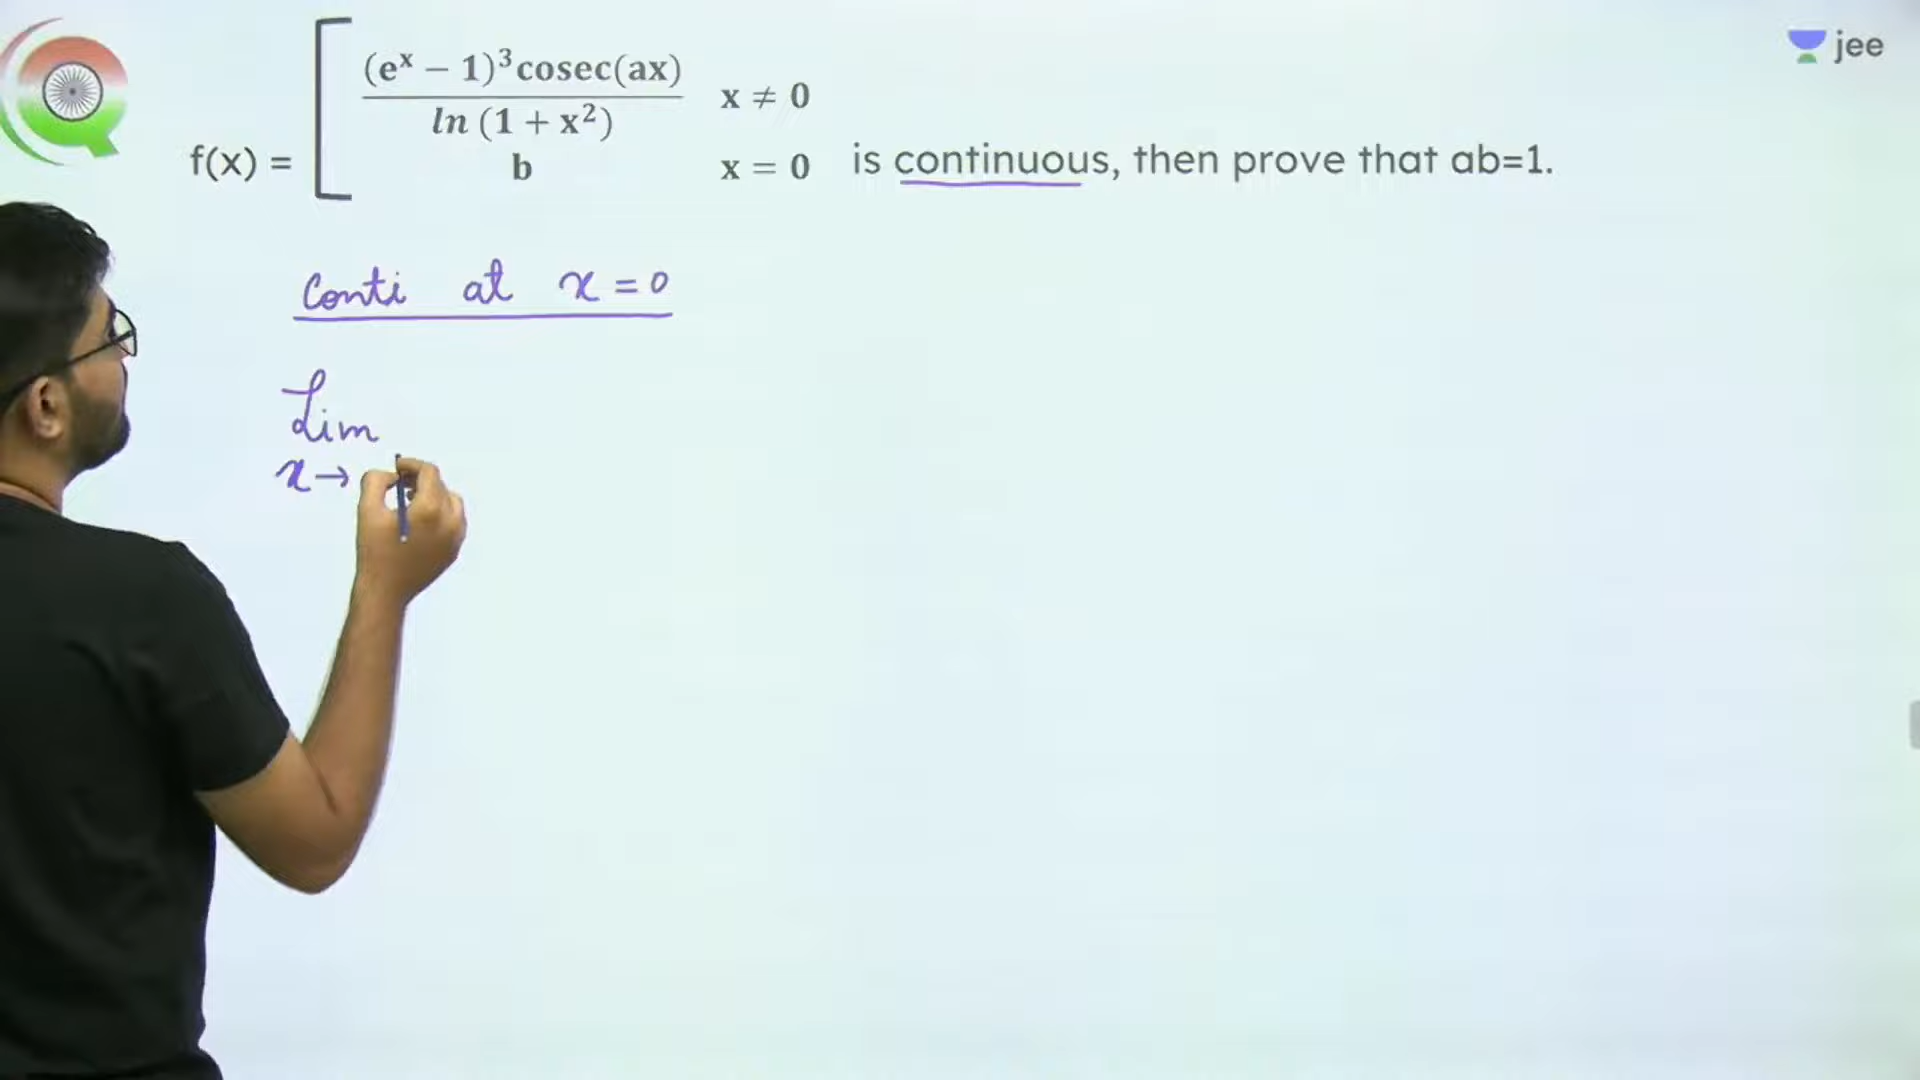 jee
(eˣ − 1)³cosec(ax)
ln (1 + x²)
x ≠ 0
f(x) =
b
x = 0
is continuous, then prove that ab=1.
Conti at x = 0
Lim
x →